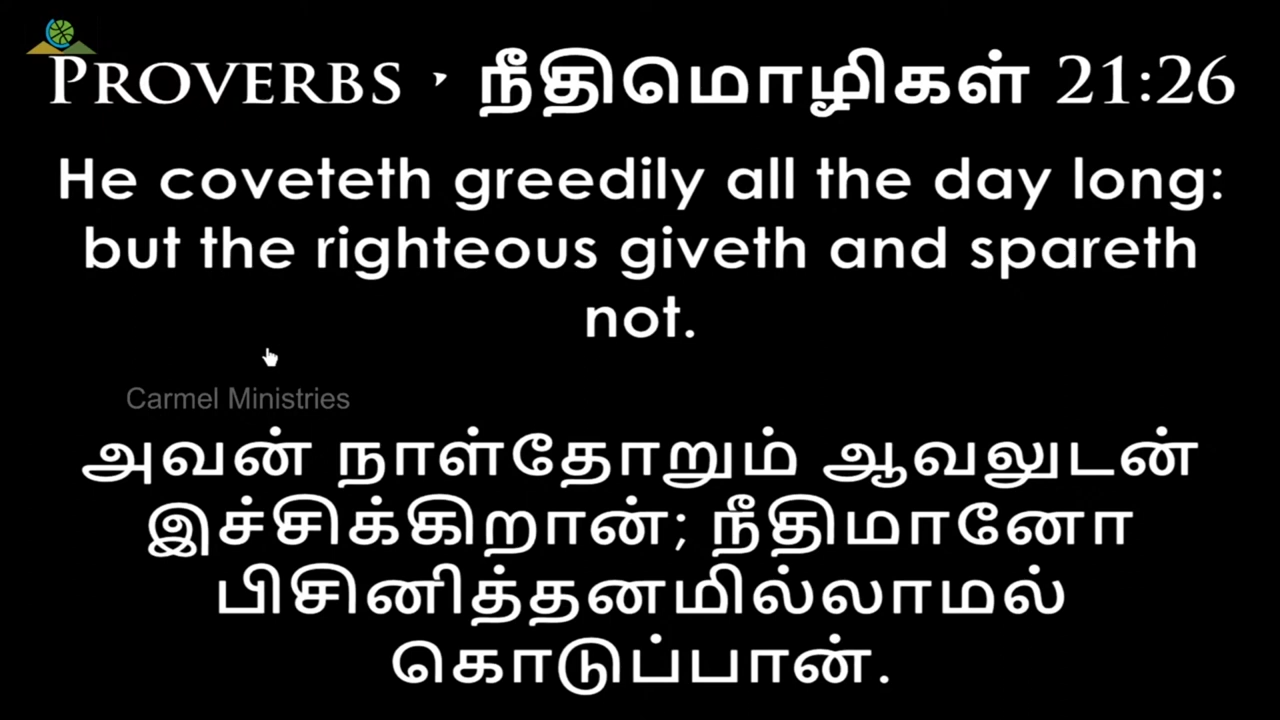 PROVERBS · நீதிமொழிகள் 21:26
He coveteth greedily all the day long:
but the righteous giveth and spareth
not.
Carmel Ministries
அவன் நாள்தோறும் ஆவலுடன்
இச்சிக்கிறான்; நீதிமானோ
பிசினித்தனமில்லாமல்
கொடுப்பான்.